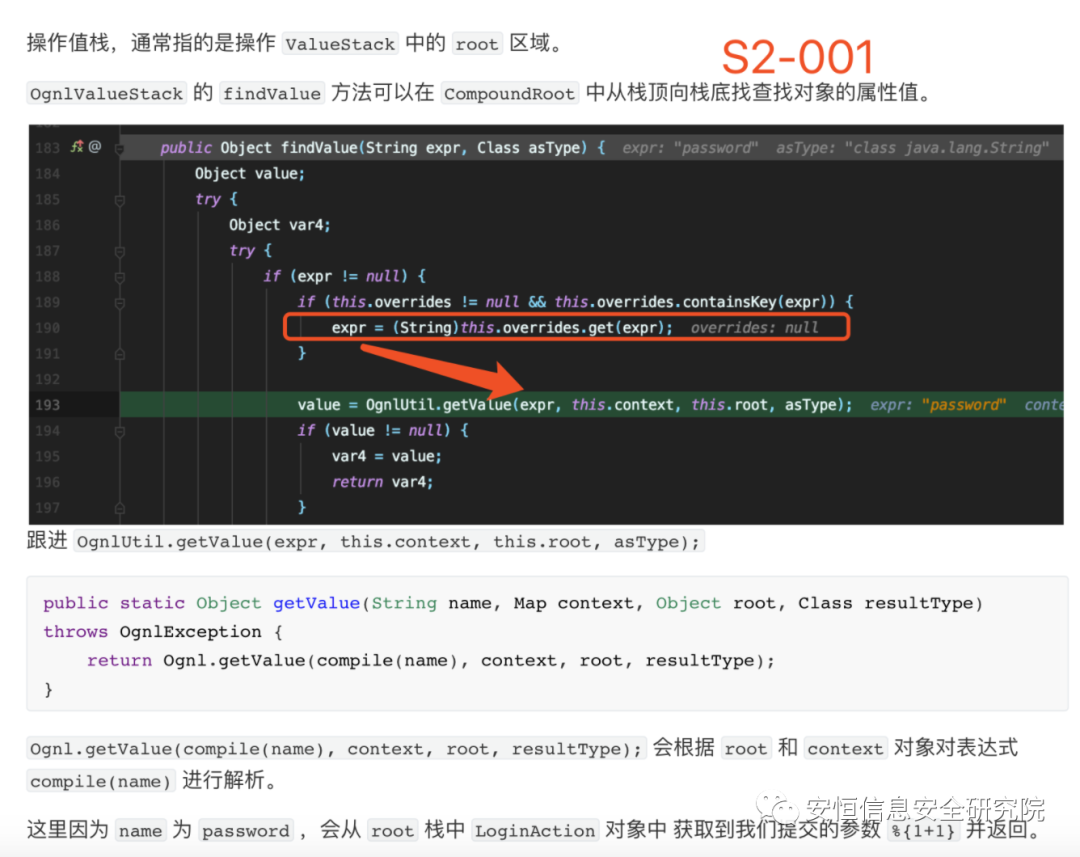 操作值栈，通常指的是操作 ValueStack 中的 root 区域。
S2-001
OgnlValueStack 的 findValue 方法可以在 CompoundRoot 中从栈顶向栈底找查找对象的属性值。
183 public Object findValue(String expr, Class asType) { expr: "password" asType: "class java.lang.String"
184 Object value;
185 try {
186 Object var4;
187 try {
188 if (expr != null) {
189 if (this.overrides != null && this.overrides.containsKey(expr)) {
190 expr = (String)this.overrides.get(expr); overrides: null
191 }
192
193 value = OgnlUtil.getValue(expr, this.context, this.root, asType); expr: "password" conte
194 if (value != null) {
195 var4 = value;
196 return var4;
197 }
跟进 OgnlUtil.getValue(expr, this.context, this.root, asType);
public static Object getValue(String name, Map context, Object root, Class resultType)
throws OgnlException {
return Ognl.getValue(compile(name), context, root, resultType);
}
Ognl.getValue(compile(name), context, root, resultType); 会根据 root 和 context 对象对表达式
compile(name) 进行解析。
安恒信息安全研究院
这里因为 name 为 password ，会从 root 栈中 LoginAction 对象中 获取到我们提交的参数 %{1+1} 并返回。